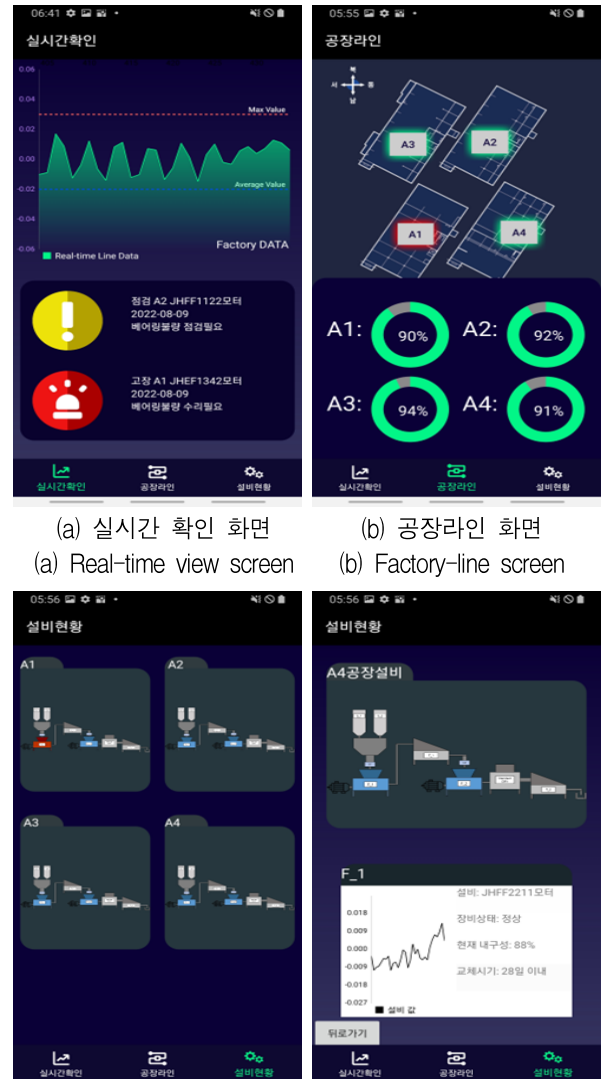 06:41
실시간확인
0.06
0.04
Max Value
0.02
0.00
-0.02
Average Value
-0.04
-0.06
Factory DATA
Real-time Line Data
점검 A2 JHFF1122모터
2022-08-09
베어링불량 점검필요
고장 A1 JHEF1342모터
2022-08-09
베어링불량 수리필요
실시간확인 공장라인 설비현황
05:55
공장라인
북
서 동
남
A3
A2
A1
A4
A1: 90% A2: 92%
A3: 94% A4: 91%
실시간확인 공장라인 설비현황
(a) 실시간 확인 화면
(a) Real-time view screen
(b) 공장라인 화면
(b) Factory-line screen
05:56
설비현황
A1 A2
A3 A4
실시간확인 공장라인 설비현황
05:56
설비현황
A4공장설비
F_1
설비: JHFF2211모터
장비상태: 정상
현재 내구성: 88%
교체시기: 28일 이내
0.018
0.009
0.000
-0.009
-0.018
-0.027
설비 값
뒤로가기
실시간확인 공장라인 설비현황